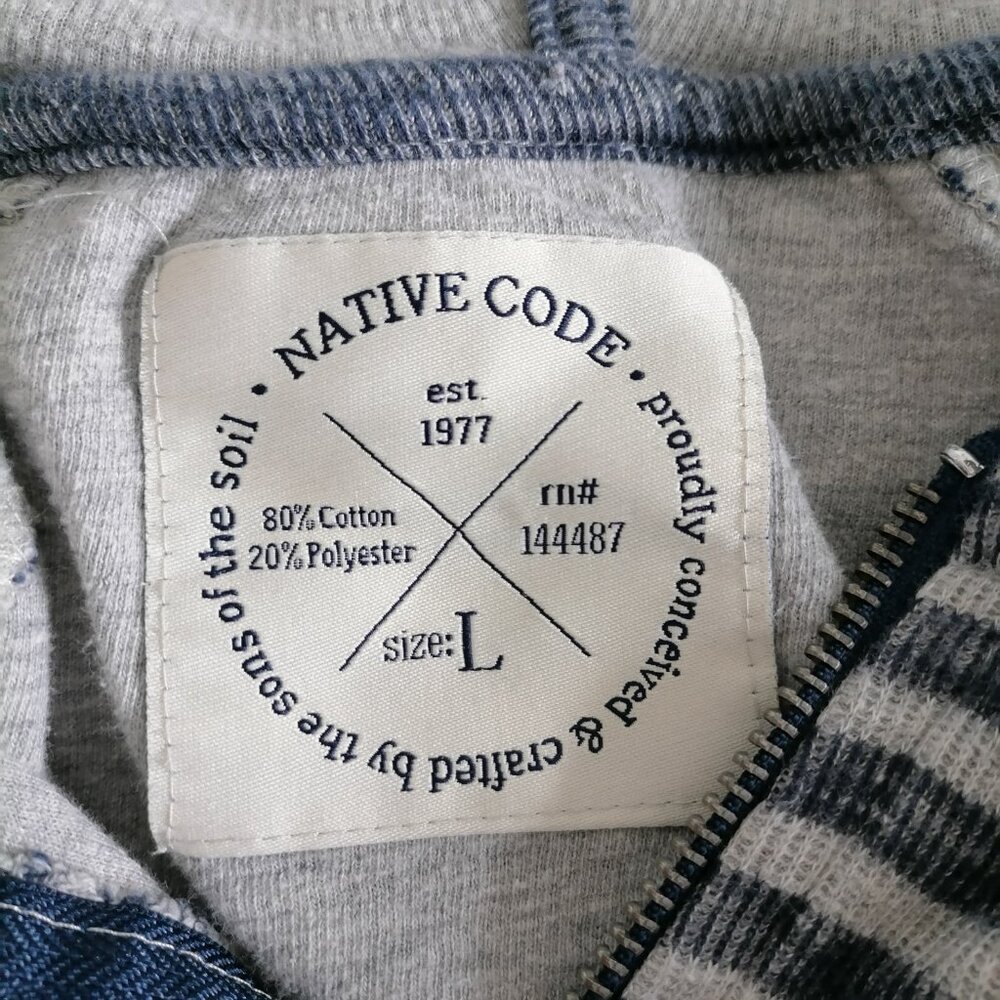 • NATIVE CODE • proudly conceived & crafted by the sons of the soil
est.
1977
80% Cotton
20% Polyester
rn#
144487
size: L